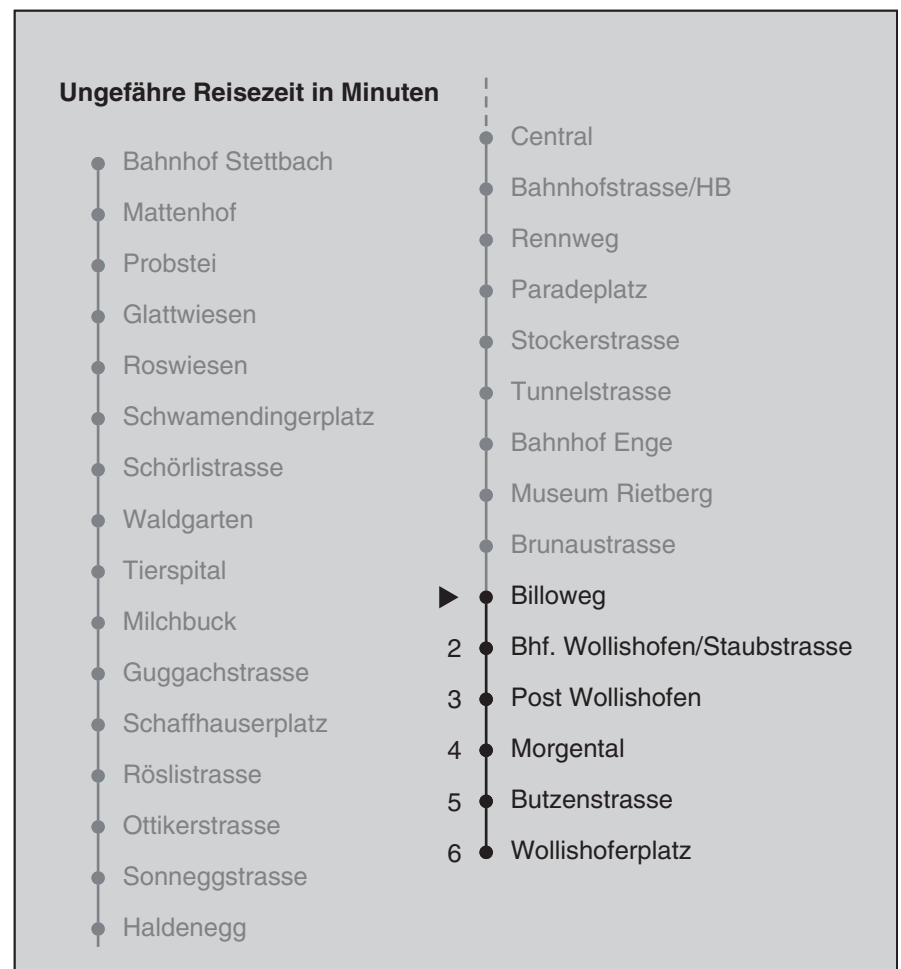 Ungefähre Reisezeit in Minuten
Bahnhof Stettbach
Mattenhof
Probstei
Glattwiesen
Roswiesen
Schwamendingerplatz
Schörlistrasse
Waldgarten
Tierspital
Milchbuck
Guggachstrasse
Schaffhauserplatz
Röslistrasse
Ottikerstrasse
Sonneggstrasse
Haldenegg
Central
Bahnhofstrasse/HB
Rennweg
Paradeplatz
Stockerstrasse
Tunnelstrasse
Bahnhof Enge
Museum Rietberg
Brunaustrasse
Billoweg
2 Bhf. Wollishofen/Staubstrasse
3 Post Wollishofen
4 Morgental
5 Butzenstrasse
6 Wollishoferplatz